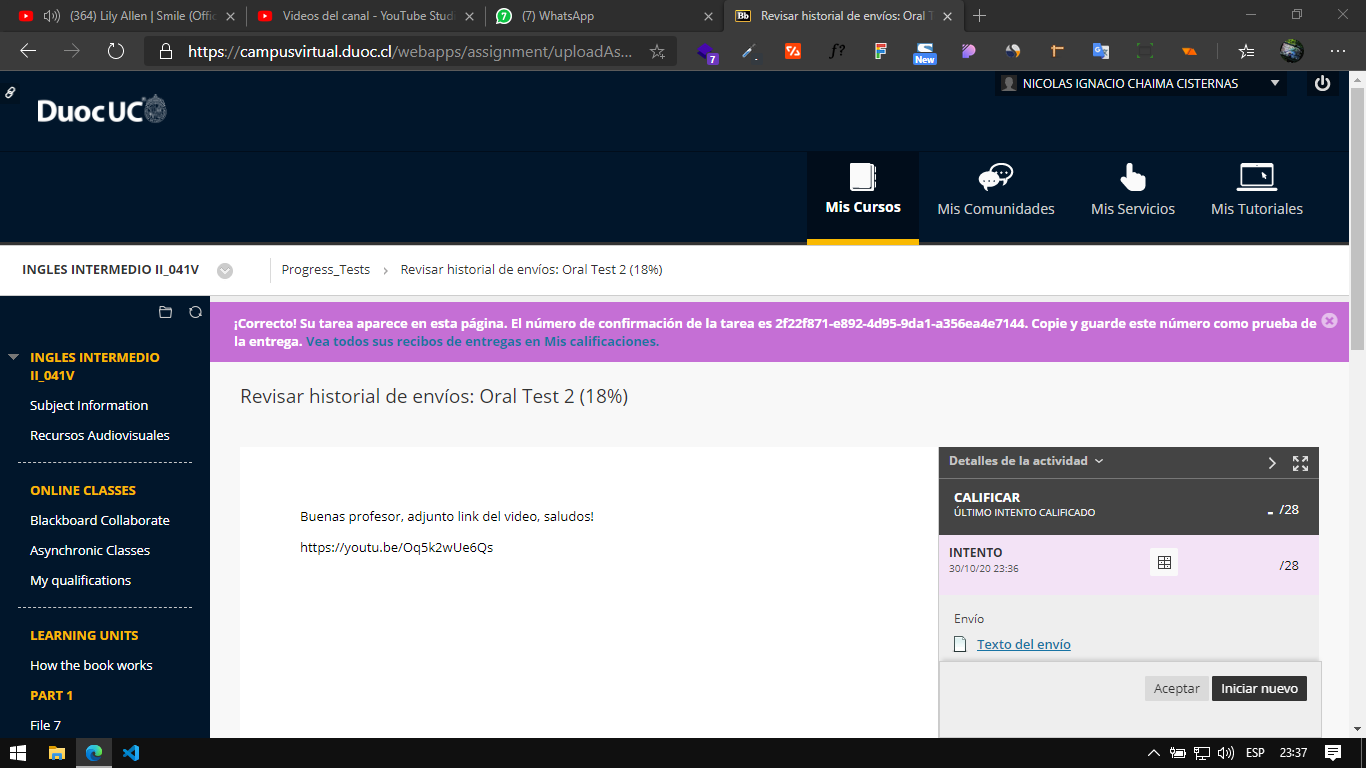 (364) Lily Allen | Smile (Offic
Videos del canal - YouTube Stud
(7) WhatsApp
Revisar historial de envíos: Oral T
https://campusvirtual.duoc.cl/webapps/assignment/uploadAs...
7
f?
New
NICOLAS IGNACIO CHAIMA CISTERNAS
Duoc UC
Mis Cursos
Mis Comunidades
Mis Servicios
Mis Tutoriales
INGLES INTERMEDIO II_041V
Progress_Tests
Revisar historial de envíos: Oral Test 2 (18%)
¡Correcto! Su tarea aparece en esta página. El número de confirmación de la tarea es 2f22f871-e892-4d95-9da1-a356ea4e7144. Copie y guarde este número como prueba de
la entrega. Vea todos sus recibos de entregas en Mis calificaciones.
INGLES INTERMEDIO
II_041V
Subject Information
Recursos Audiovisuales
ONLINE CLASSES
Blackboard Collaborate
Asynchronic Classes
My qualifications
LEARNING UNITS
How the book works
PART 1
File 7
Revisar historial de envíos: Oral Test 2 (18%)
Buenas profesor, adjunto link del video, saludos!
https://youtu.be/Oq5k2wUe6Qs
Detalles de la actividad
CALIFICAR
ÚLTIMO INTENTO CALIFICADO
- /28
INTENTO
30/10/20 23:36
/28
Envío
Texto del envío
Aceptar
Iniciar nuevo
ESP
23:37